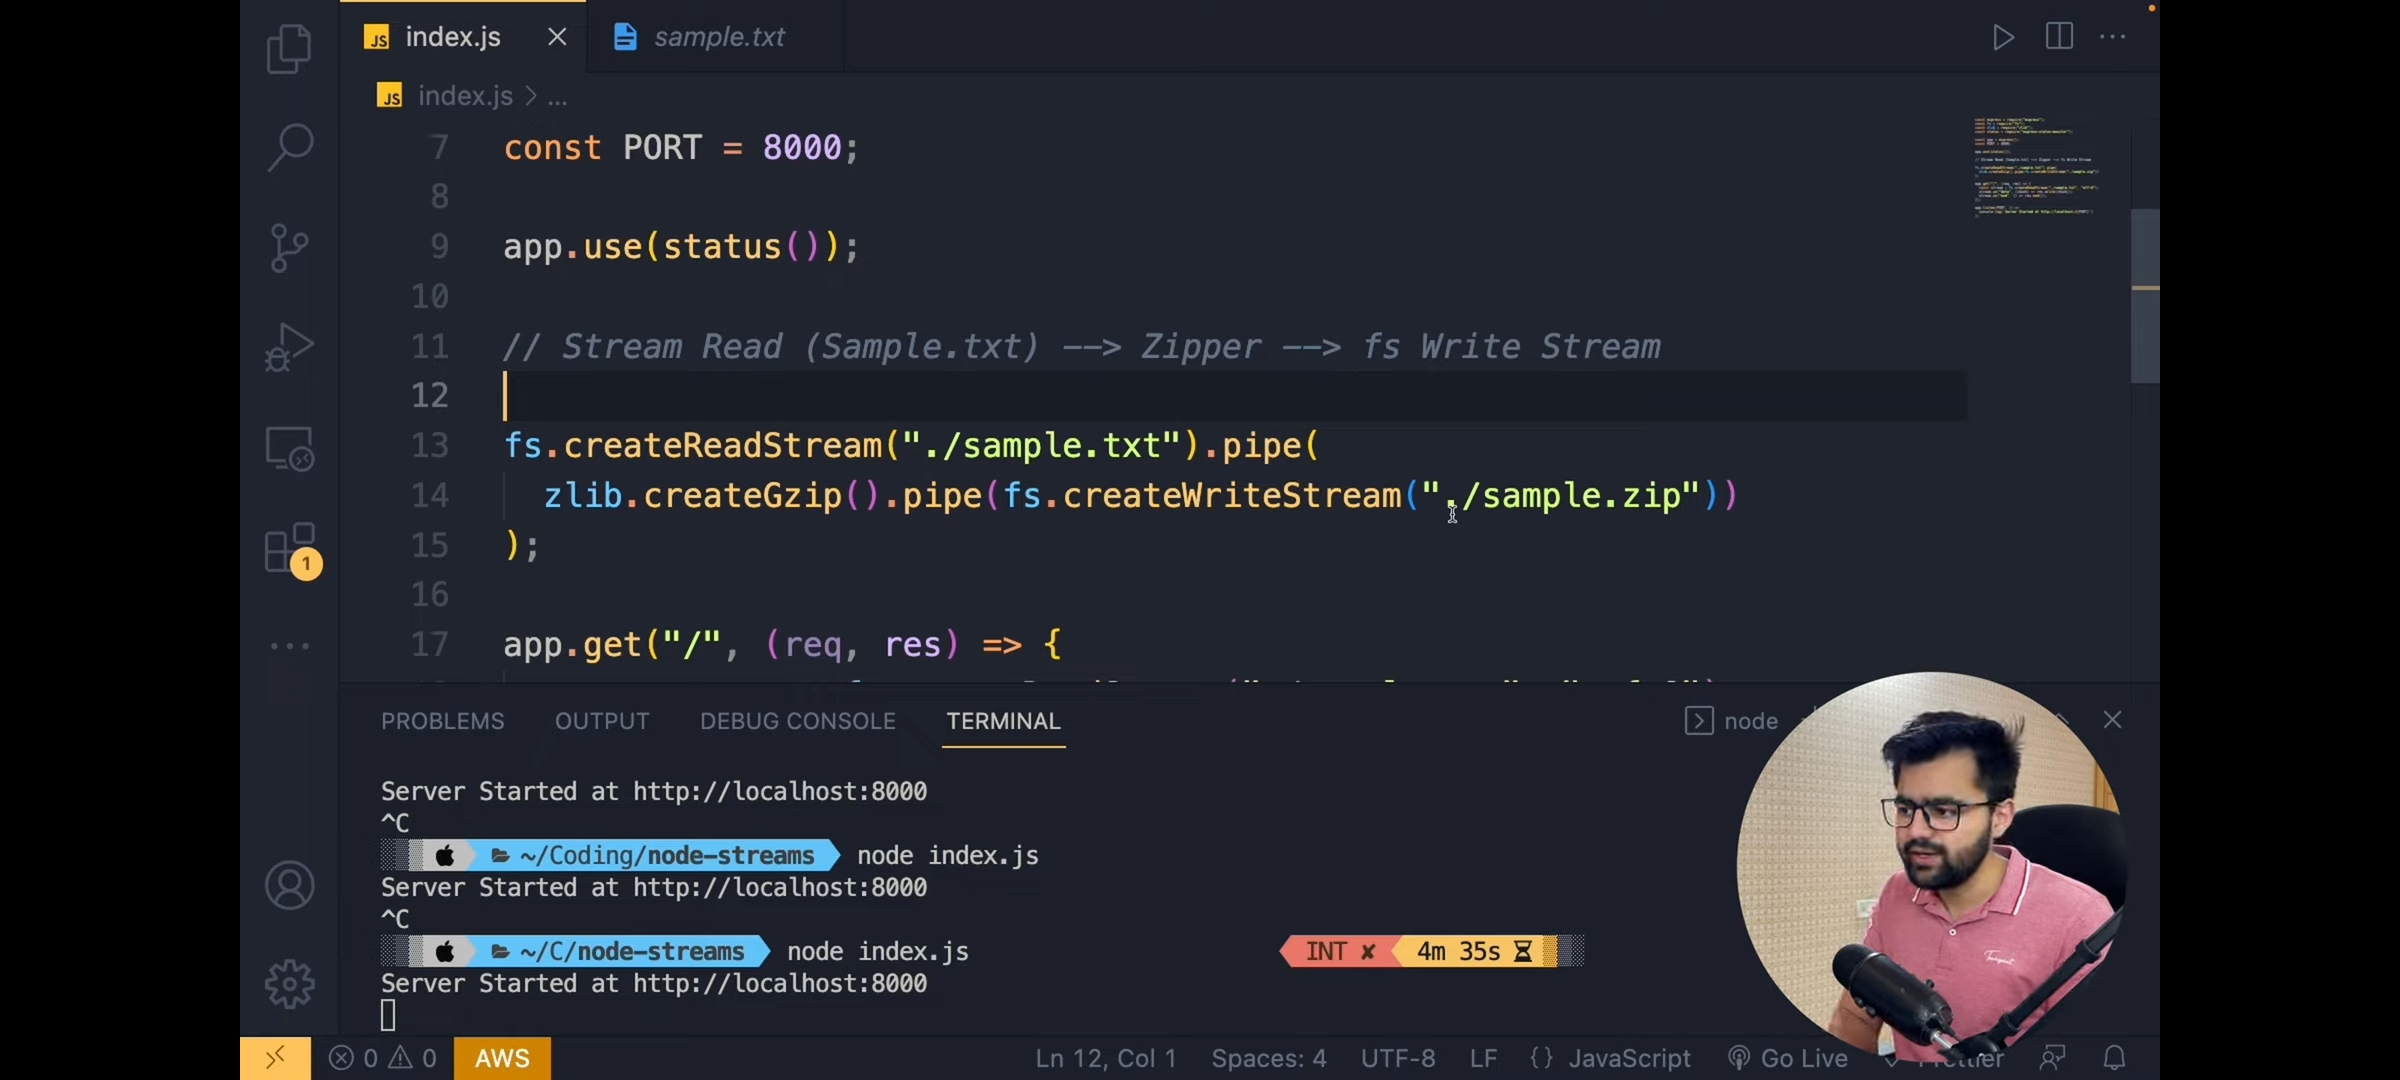 JS index.js
sample.txt
JS index.js > ...
7 const PORT = 8000;
8
9 app.use(status());
10
11 // Stream Read (Sample.txt) --> Zipper --> fs Write Stream
12
13 fs.createReadStream("./sample.txt").pipe(
14 zlib.createGzip().pipe(fs.createWriteStream("./sample.zip"))
15 );
16
17 app.get("/", (req, res) => {
1
PROBLEMS OUTPUT DEBUG CONSOLE TERMINAL
node
Server Started at http://localhost:8000
^C
~/Coding/node-streams node index.js
Server Started at http://localhost:8000
^C
~/C/node-streams node index.js INT ✘ 4m 35s
Server Started at http://localhost:8000
0 0 AWS Ln 12, Col 1 Spaces: 4 UTF-8 LF {} JavaScript Go Live